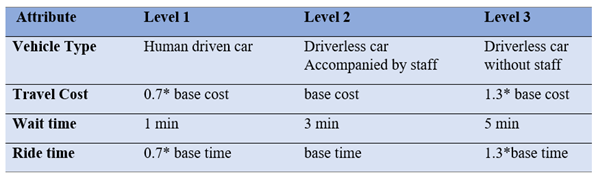 Attribute Level 1 Level 2 Level 3
Vehicle Type Human driven car Driverless car Driverless car
Accompanied by staff without staff
Travel Cost 0.7* base cost base cost 1.3* base cost
Wait time 1 min 3 min 5 min
Ride time 0.7* base time base time 1.3*base time